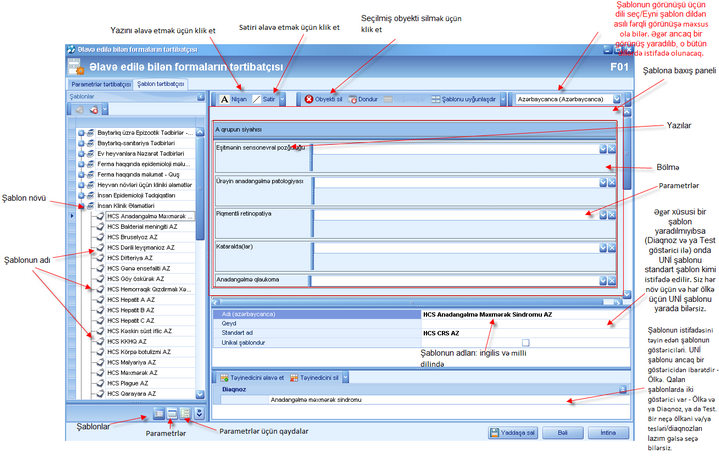 Yazını əlavə etmək üçün klik et
Sətiri əlavə etmək üçün klik et
Seçilmiş obyekti silmək üçün
klik et
Şablonun görünüşü üçün
dili seç/Eyni şablon dildən
asılı fərqli görünüşə məxsus
ola bilər. Əgər ancaq bir
görünüş yaradılıb, o bütün
istifadə olunacaq.
Əlavə edilə bilən formaların tərtibatçısı
Əlavə edilə bilən formaların tərtibatçısı
F01
Parametrlər tərtibatçısı
Şablon tərtibatçısı
Şablona baxış paneli
Şablonlar
A Nişan
Sətir
Obyekti sil
Dondur
Şablonu uyğunlaşdır
Azərbaycanca (Azərbaycanca)
A qrupun siyahısı
Yazılar
Baytarlıq üzrə Epizootik Tədbirlər - ...
Baytarlıq-sanitariya Tədbirləri
Ev heyvanlara Nəzarət Tədbirləri
Ferma haqqında epidemioloji məlu...
Ferma haqqında məlumat - Quş
Heyvan növləri üçün kliniki əlamətlər
İnsan Epidemioloji Tədqiqatları
İnsan Klinik Əlamətləri
HCS Anadangəlmə Məxmərək ...
HCS Bakterial meningiti AZ
HCS Bruselyoz AZ
HCS Dərili leyşmanioz AZ
HCS Difteriya AZ
HCS Gənə ensefaliti AZ
HCS Göy öskürək AZ
HCS Hemorraqik Qızdırmalı Xə...
HCS Hepatit A AZ
HCS Hepatit B AZ
HCS Hepatit C AZ
HCS Kəskin süst iflic AZ
HCS KKHQ AZ
HCS Körpə botulizmi AZ
HCS Malyariya AZ
HCS Məxmərək AZ
HCS Plague AZ
HCS Qarayara AZ
Şablon növü
Şablonun adı
Eşitmənin sensonevral pozğuluğu
Ürəyin anadangəlmə patologiyası
Piqmentli retinopatiya
Katarakta(lar)
Anadangəlmə qlaukoma
Bölmə
Parametrlər
Əgər xüsusi bir
şablon
yaradılmıyıbsa
(Diaqnoz və ya Test
göstərici ilə) onda
UNİ şablonu
standart şablon kimi
istifadə edilir. Siz hər
növ üçün və hər ölkə
üçün UNİ şablonu
yarada bilərsiz.
Adi (azərbaycanca)
HCS Anadangəlmə Məxmərək Sindromu AZ
Qeyd
Standart ad
HCS CRS AZ
Unikal şablondur
Şablonun adları: ingilis və milli
dilində
Şablonun istifadəsini
təyin edən şablonun
göstəriciləri. UNİ
şablonu ancaq bir
göstəricidən ibarətdir -
Ölkə. Qalan
şablonlarda iki
göstərici var - Ölkə və
ya Diaqnoz, ya da Test.
Bir neçə ölkəni və/ya
testləri/diaqnozları
lazım gəlsə seçə
bilərsiz.
Təyinedicini əlavə et
Təyinedicini sil
Diaqnoz
Anadangəlmə məxmərək sindromu
Şablonlar
Parametrlər
Parametrlər üçün qaydalar
Yaddaşa sal
Bəli
İmtina